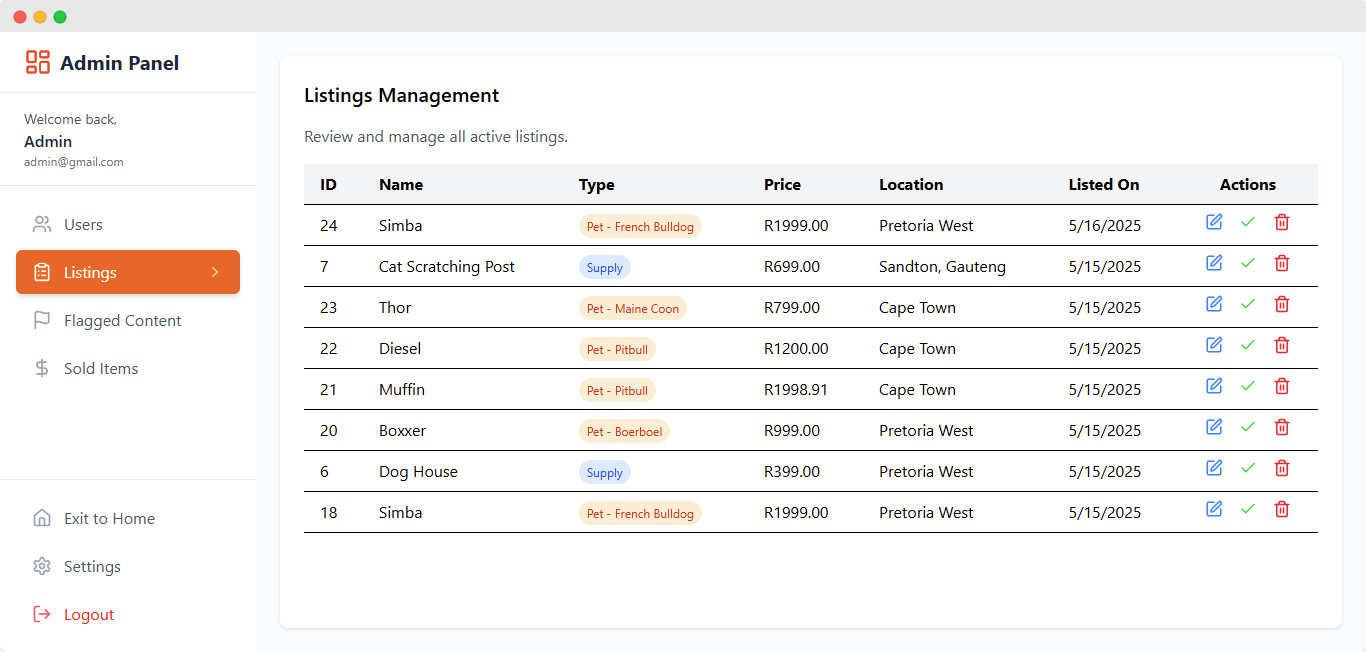 Admin Panel
Welcome back,
Admin
admin@gmail.com
Users
Listings
Flagged Content
Sold Items
Exit to Home
Settings
Logout
Listings Management
Review and manage all active listings.
ID Name Type Price Location Listed On Actions
24 Simba Pet - French Bulldog R1999.00 Pretoria West 5/16/2025
7 Cat Scratching Post Supply R699.00 Sandton, Gauteng 5/15/2025
23 Thor Pet - Maine Coon R799.00 Cape Town 5/15/2025
22 Diesel Pet - Pitbull R1200.00 Cape Town 5/15/2025
21 Muffin Pet - Pitbull R1998.91 Cape Town 5/15/2025
20 Boxxer Pet - Boerboel R999.00 Pretoria West 5/15/2025
6 Dog House Supply R399.00 Pretoria West 5/15/2025
18 Simba Pet - French Bulldog R1999.00 Pretoria West 5/15/2025